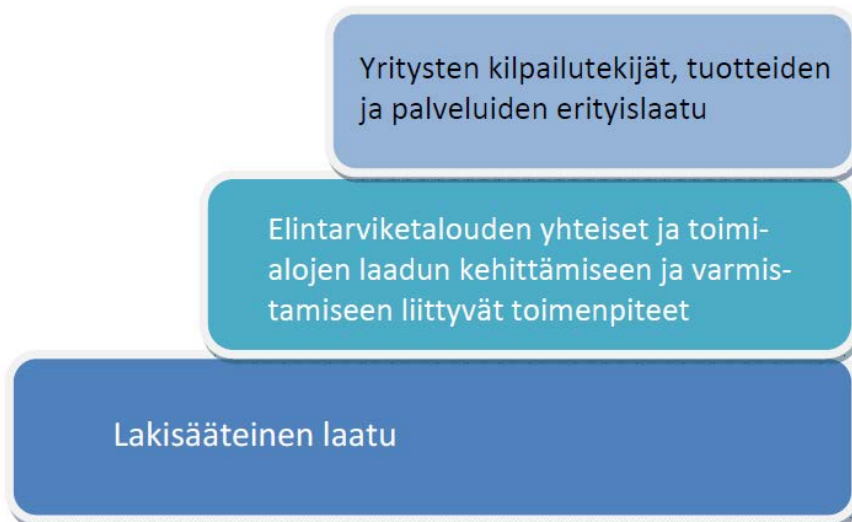 Yritysten kilpailutekijät, tuotteiden
ja palveluiden erityislaatu
Elintarviketalouden yhteiset ja toimi-
alojen laadun kehittämiseen ja varmis-
tamiseen liittyvät toimenpiteet
Lakisääteinen laatu